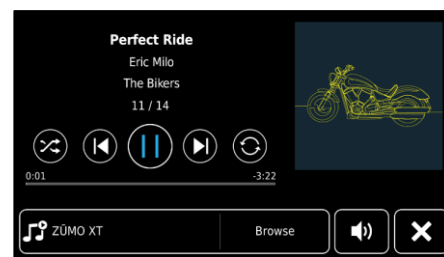 Perfect Ride
Eric Milo
The Bikers
11 / 14
0:01 -3:22
ZŪMO XT Browse